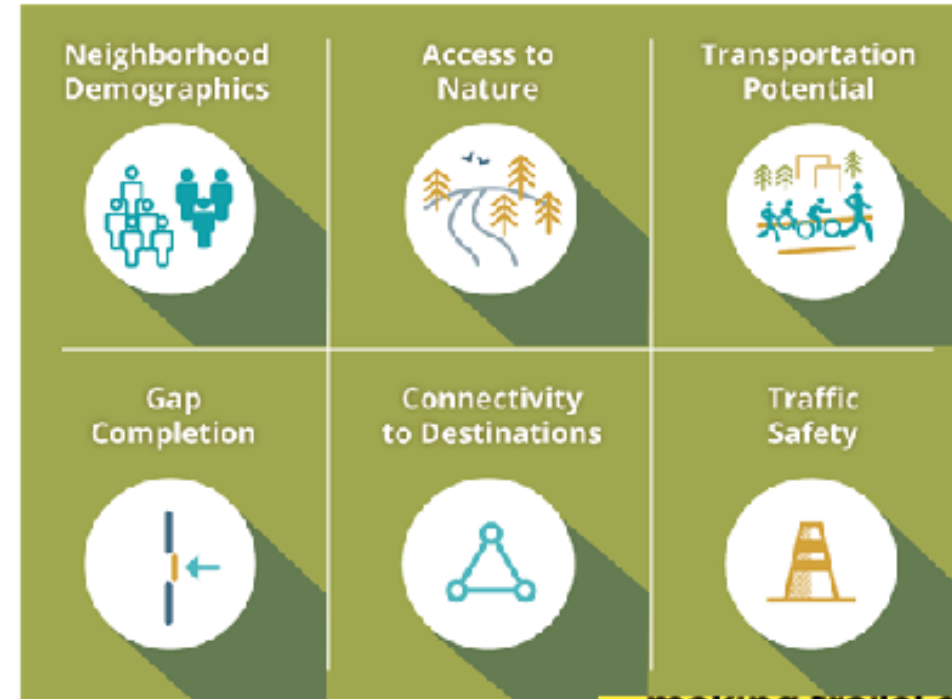 Neighborhood
Demographics
Access to
Nature
Transportation
Potential
Gap
Completion
Connectivity
to Destinations
Traffic
Safety